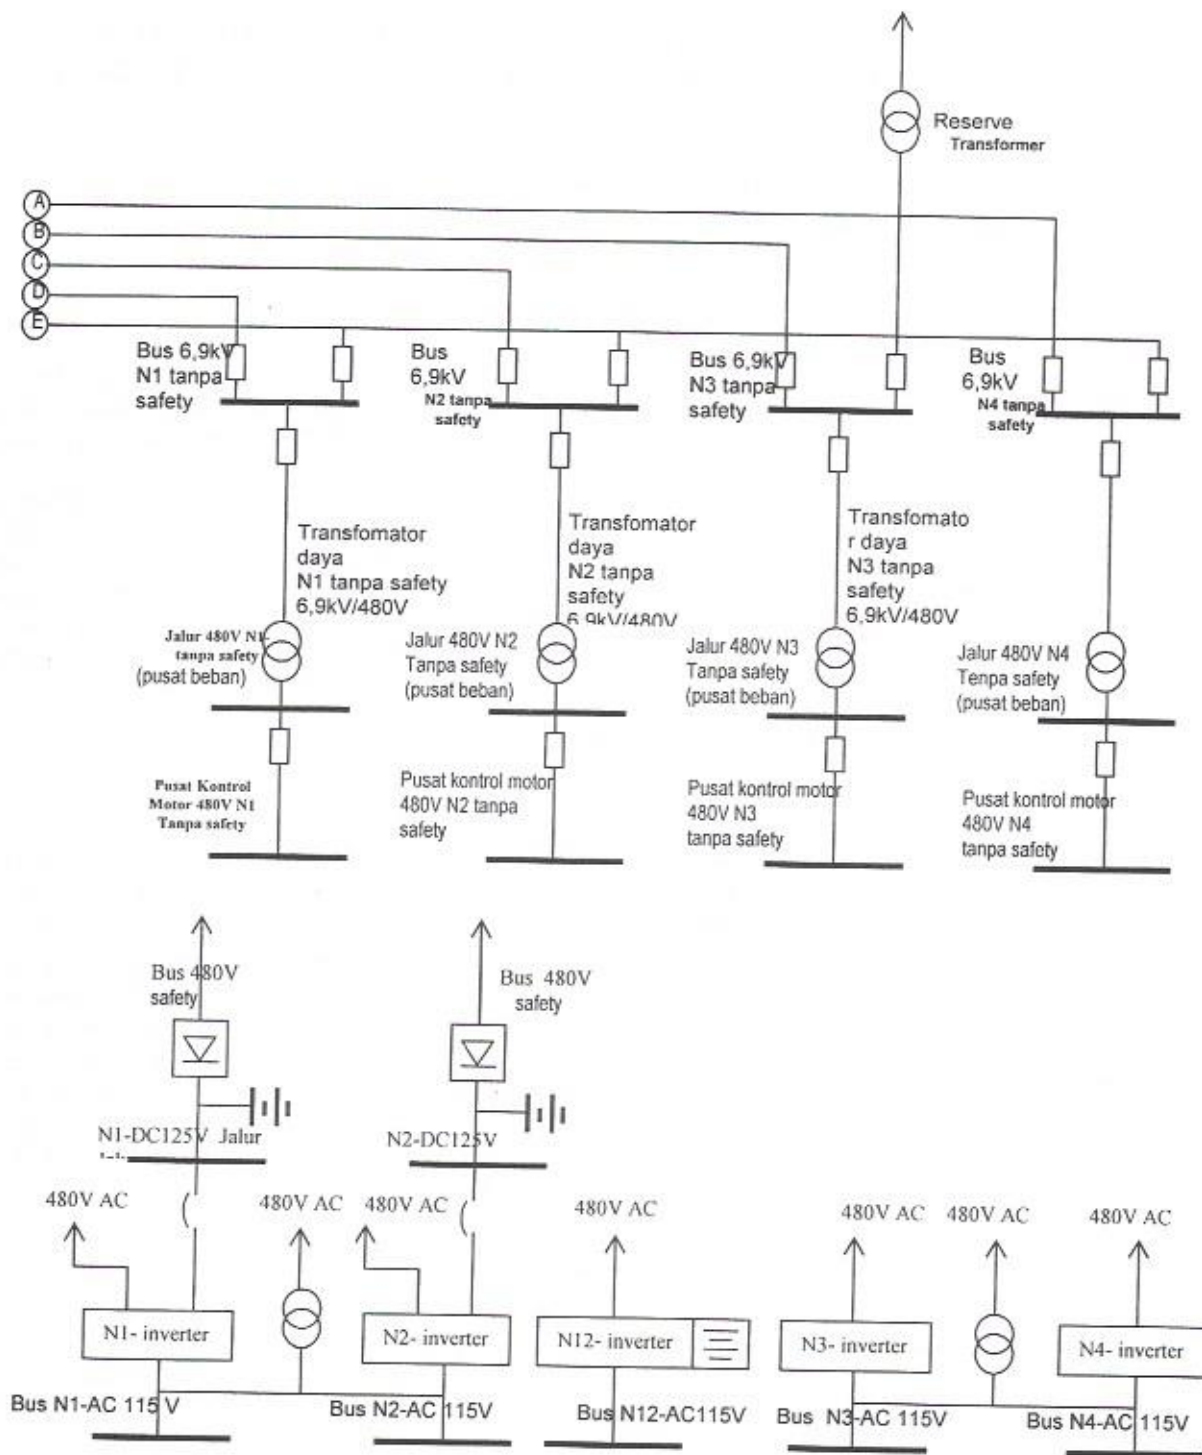 Reserve
Transformer
A
B
C
D
E
Bus 6,9kV
N1 tanpa
safety
Bus
6,9kV
N2 tanpa
safety
Bus 6,9kV
N3 tanpa
safety
Bus
6,9kV
N4 tanpa
safety
Transfomator
daya
N1 tanpa safety
6,9kV/480V
Transfomator
daya
N2 tanpa
safety
6,9kV/480V
Transfomato
r daya
N3 tanpa
safety
6,9kV/480V
Jalur 480V N1-
tanpa safety
(pusat beban)
Jalur 480V N2
Tanpa safety
(pusat beban)
Jalur 480V N3
Tanpa safety
(pusat beban)
Jalur 480V N4
Tenpa safety
(pusat beban)
Pusat Kontrol
Motor 480V N1
Tanpa safety
Pusat kontrol motor
480V N2 tanpa
safety
Pusat kontrol motor
480V N3
tanpa safety
Pusat kontrol motor
480V N4
tanpa safety
Bus 480V
safety
Bus 480V
safety
N1-DC125V Jalur
N2-DC125V
480V AC
480V AC
480V AC
480V AC
480V AC
480V AC
480V AC
N1- inverter
N2- inverter
N12- inverter
N3- inverter
N4- inverter
Bus N1-AC 115 V
Bus N2-AC 115V
Bus N12-AC115V
Bus N3-AC 115V
Bus N4-AC 115V